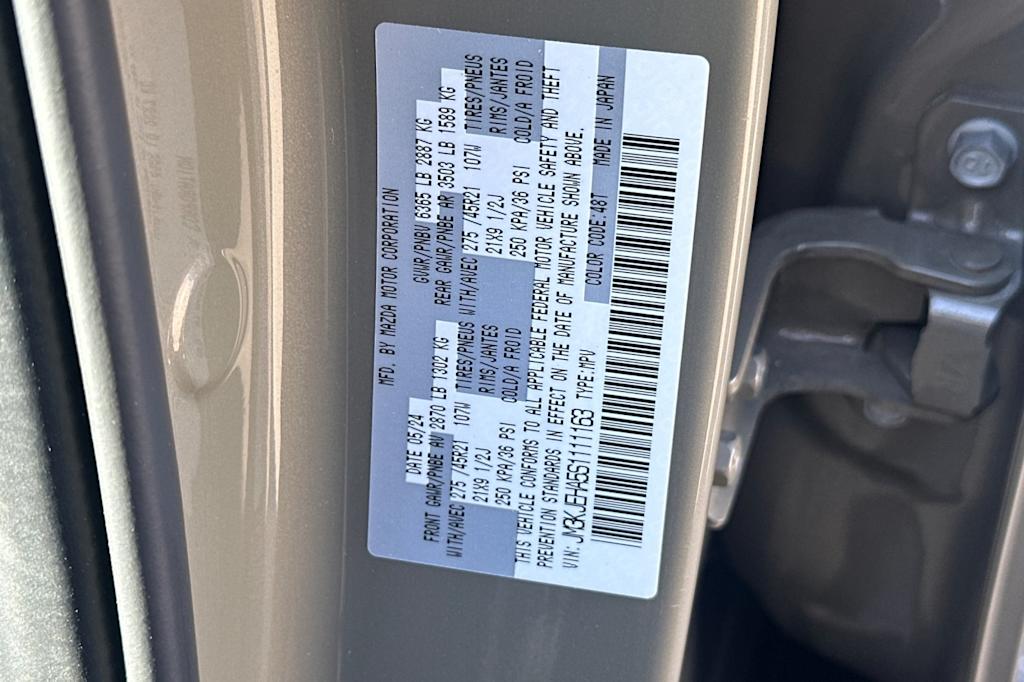 MFD. BY MAZDA MOTOR CORPORATION
DATE 05/24 GVWR/PNBV 6365 LB 2887 KG
FRONT GAWR/PNBE AV 2870 LB 1302 KG REAR GAWR/PNBE AR 3503 LB 1589 KG
WITH/AVEC 275 /45R21 107W TIRES/PNEUS WITH/AVEC 275 /45R21 107W TIRES/PNEUS
21X9 1/2J RIMS/JANTES 21X9 1/2J RIMS/JANTES
250 KPA/36 PSI COLD/A FROID 250 KPA/36 PSI COLD/A FROID
THIS VEHICLE CONFORMS TO ALL APPLICABLE FEDERAL MOTOR VEHICLE SAFETY AND THEFT
PREVENTION STANDARDS IN EFFECT ON THE DATE OF MANUFACTURE SHOWN ABOVE.
VIN: JM3KJEHA5S1111163 TYPE:MPV COLOR CODE:48T MADE IN JAPAN